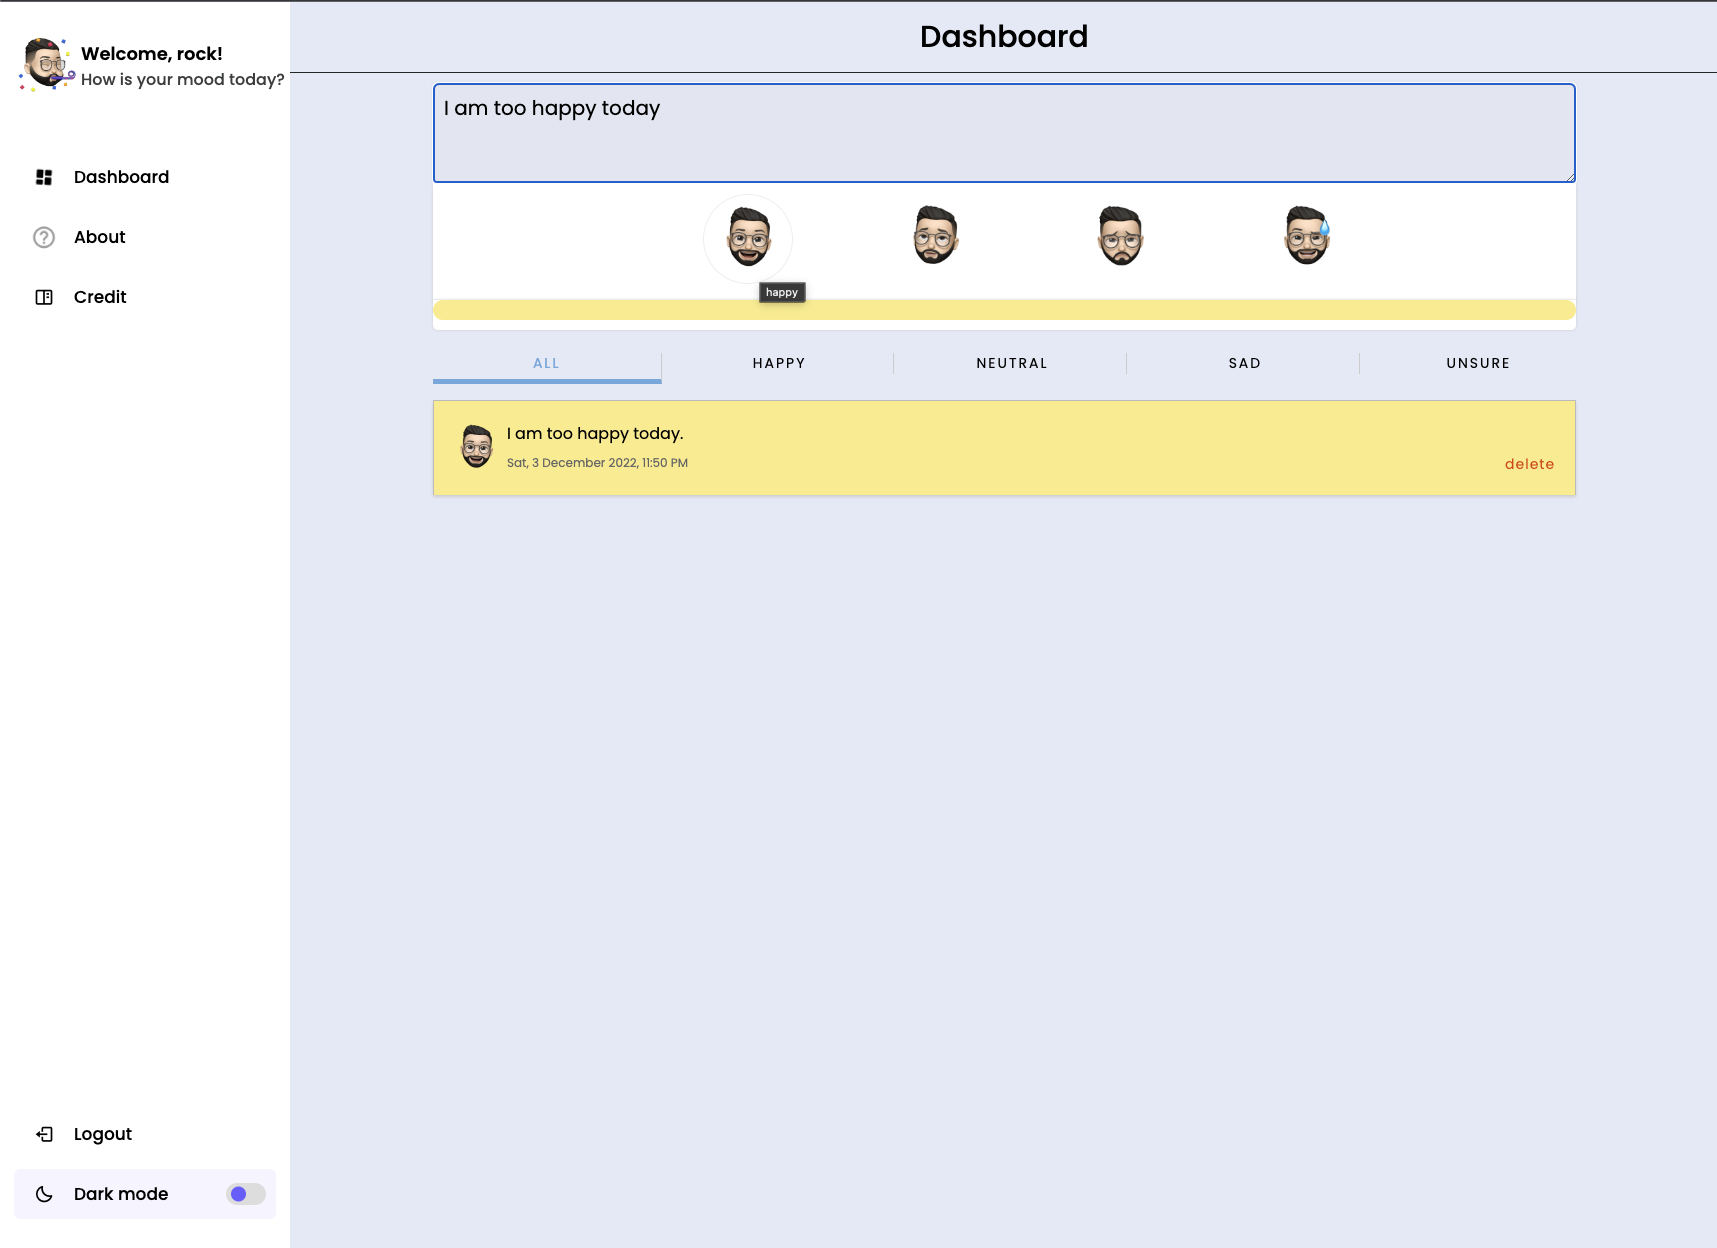 Welcome, rock!
How is your mood today?
Dashboard
About
Credit
Logout
Dark mode
Dashboard
I am too happy today
happy
ALL
HAPPY
NEUTRAL
SAD
UNSURE
I am too happy today.
Sat, 3 December 2022, 11:50 PM
delete